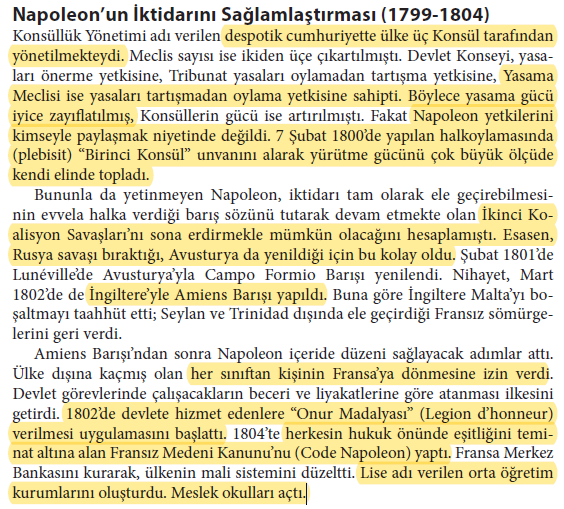 Napoleon’un İktidarını Sağlamlaştırması (1799-1804)
Konsüllük Yönetimi adı verilen despotik cumhuriyette ülke üç Konsül tarafından
yönetilmekteydi. Meclis sayısı ise ikiden üçe çıkartılmıştı. Devlet Konseyi, yasa-
ları önerme yetkisine, Tribunat yasaları oylamadan tartışma yetkisine, Yasama
Meclisi ise yasaları tartışmadan oylama yetkisine sahipti. Böylece yasama gücü
iyice zayıflatılmış, Konsüllerin gücü ise artırılmıştı. Fakat Napoleon yetkilerini
kimseyle paylaşmak niyetinde değildi. 7 Şubat 1800’de yapılan halkoylamasında
(plebisit) “Birinci Konsül” unvanını alarak yürütme gücünü çok büyük ölçüde
kendi elinde topladı.
Bununla da yetinmeyen Napoleon, iktidarı tam olarak ele geçirebilmesi-
nin evvela halka verdiği barış sözünü tutarak devam etmekte olan İkinci Ko-
alisyon Savaşları’nı sona erdirmekle mümkün olacağını hesaplamıştı. Esasen,
Rusya savaşı bıraktığı, Avusturya da yenildiği için bu kolay oldu. Şubat 1801’de
Lunéville’de Avusturya’yla Campo Formio Barışı yenilendi. Nihayet, Mart
1802’de de İngiltere’yle Amiens Barışı yapıldı. Buna göre İngiltere Malta’yı bo-
şaltmayı taahhüt etti; Seylan ve Trinidad dışında ele geçirdiği Fransız sömürge-
lerini geri verdi.
Amiens Barışı’ndan sonra Napoleon içeride düzeni sağlayacak adımlar attı.
Ülke dışına kaçmış olan her sınıftan kişinin Fransa’ya dönmesine izin verdi.
Devlet görevlerinde çalışacakların beceri ve liyakatlerine göre atanması ilkesini
getirdi. 1802’de devlete hizmet edenlere “Onur Madalyası” (Legion d’honneur)
verilmesi uygulamasını başlattı. 1804’te herkesin hukuk önünde eşitliğini temi-
nat altına alan Fransız Medeni Kanunu’nu (Code Napoleon) yaptı. Fransa Merkez
Bankasını kurarak, ülkenin mali sistemini düzeltti. Lise adı verilen orta öğretim
kurumlarını oluşturdu. Meslek okulları açtı.